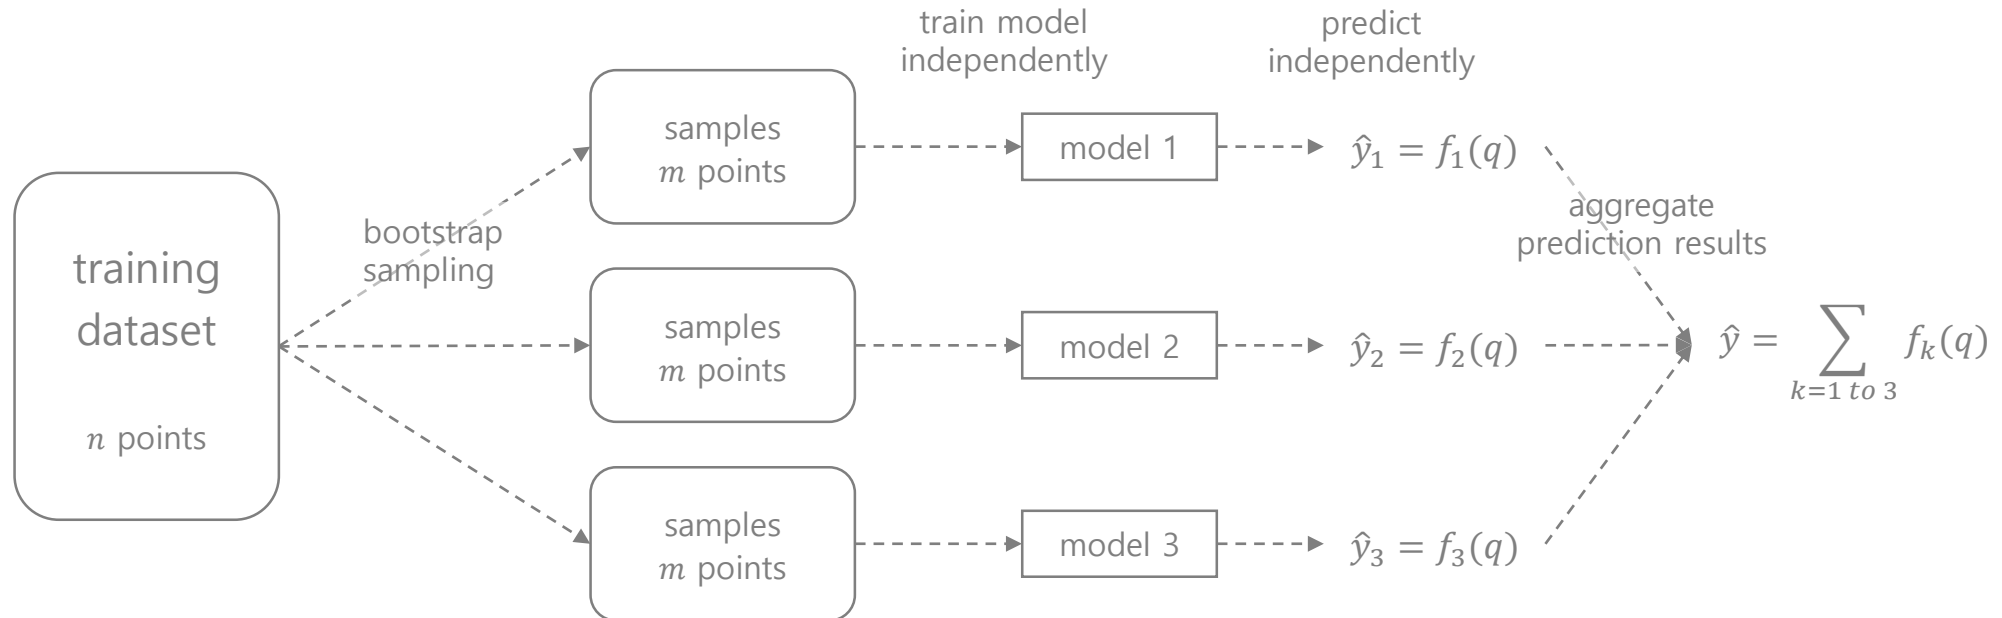 train model
independently
predict
independently
training
dataset
n points
bootstrap
sampling
samples
m points
model 1
ŷ₁ = f₁(q)
samples
m points
model 2
ŷ₂ = f₂(q)
samples
m points
model 3
ŷ₃ = f₃(q)
aggregate
prediction results
ŷ = ∑ fₖ(q)
k=1 to 3